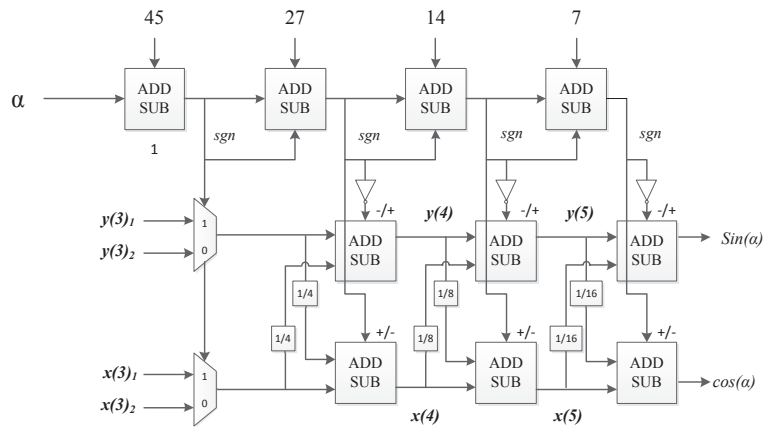 45 27 14 7
α
ADD SUB ADD SUB ADD SUB ADD SUB
1
sgn sgn sgn sgn
y(3)₁
y(3)₂
1
0
-/+ y(4) -/+ y(5) -/+
ADD SUB ADD SUB ADD SUB
Sin(α)
1/4 1/8 1/16
1/4 1/8 1/16
+/- +/- +/-
x(3)₁
x(3)₂
1
0
ADD SUB ADD SUB ADD SUB
cos(α)
x(4) x(5)